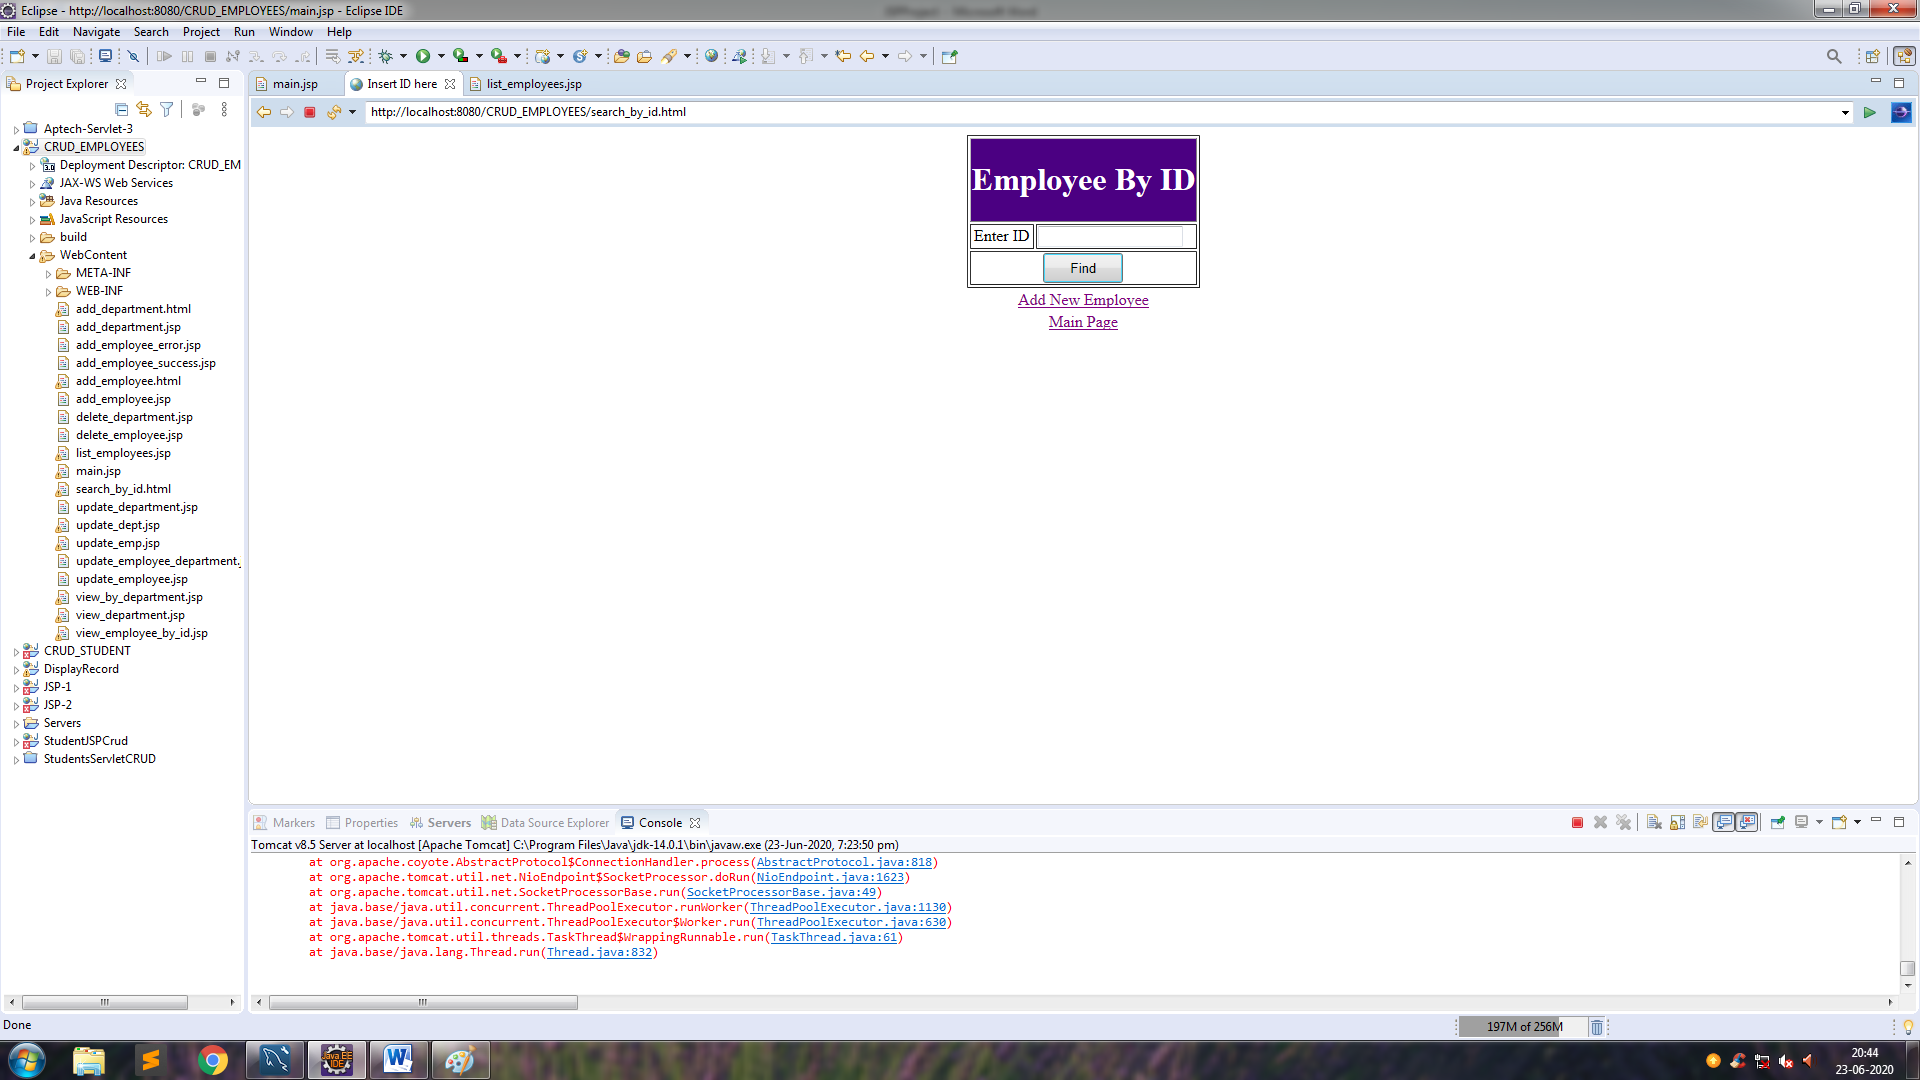 Eclipse - http://localhost:8080/CRUD_EMPLOYEES/main.jsp - Eclipse IDE
File Edit Navigate Search Project Run Window Help
Project Explorer
main.jsp
Insert ID here
list_employees.jsp
http://localhost:8080/CRUD_EMPLOYEES/search_by_id.html
Aptech-Servlet-3
CRUD_EMPLOYEES
Deployment Descriptor: CRUD_EM
JAX-WS Web Services
Java Resources
JavaScript Resources
build
WebContent
META-INF
WEB-INF
add_department.html
add_department.jsp
add_employee_error.jsp
add_employee_success.jsp
add_employee.html
add_employee.jsp
delete_department.jsp
delete_employee.jsp
list_employees.jsp
main.jsp
search_by_id.html
update_department.jsp
update_dept.jsp
update_emp.jsp
update_employee_department.
update_employee.jsp
view_by_department.jsp
view_department.jsp
view_employee_by_id.jsp
CRUD_STUDENT
DisplayRecord
JSP-1
JSP-2
Servers
StudentJSPCrud
StudentsServletCRUD
Employee By ID
Enter ID
Find
Add New Employee
Main Page
Markers Properties Servers Data Source Explorer Console
Tomcat v8.5 Server at localhost [Apache Tomcat] C:\Program Files\Java\jdk-14.0.1\bin\javaw.exe (23-Jun-2020, 7:23:50 pm)
at org.apache.coyote.AbstractProtocol$ConnectionHandler.process(AbstractProtocol.java:818)
at org.apache.tomcat.util.net.NioEndpoint$SocketProcessor.doRun(NioEndpoint.java:1623)
at org.apache.tomcat.util.net.SocketProcessorBase.run(SocketProcessorBase.java:49)
at java.base/java.util.concurrent.ThreadPoolExecutor.runWorker(ThreadPoolExecutor.java:1130)
at java.base/java.util.concurrent.ThreadPoolExecutor$Worker.run(ThreadPoolExecutor.java:630)
at org.apache.tomcat.util.threads.TaskThread$WrappingRunnable.run(TaskThread.java:61)
at java.base/java.lang.Thread.run(Thread.java:832)
Done
197M of 256M
Java EE
IDE
20:44
23-06-2020